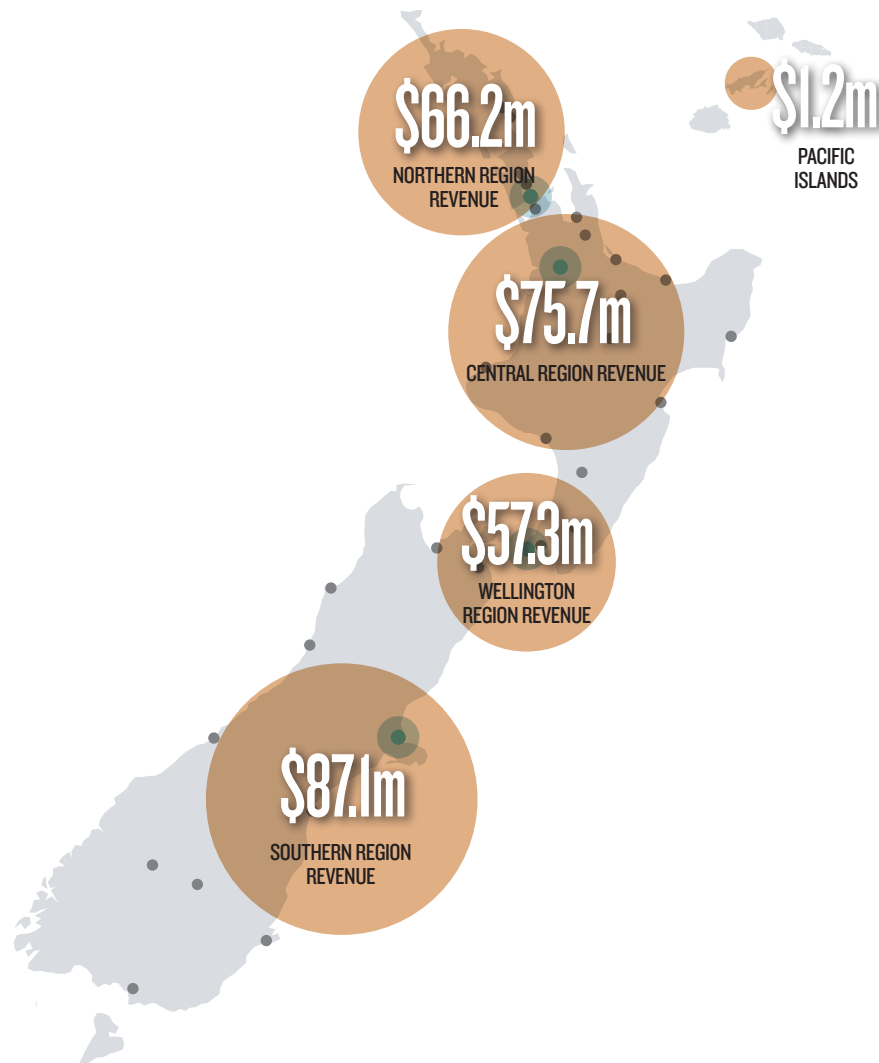 $66.2m
NORTHERN REGION
REVENUE
$1.2m
PACIFIC
ISLANDS
$75.7m
CENTRAL REGION REVENUE
$57.3m
WELLINGTON
REGION REVENUE
$87.1m
SOUTHERN REGION
REVENUE